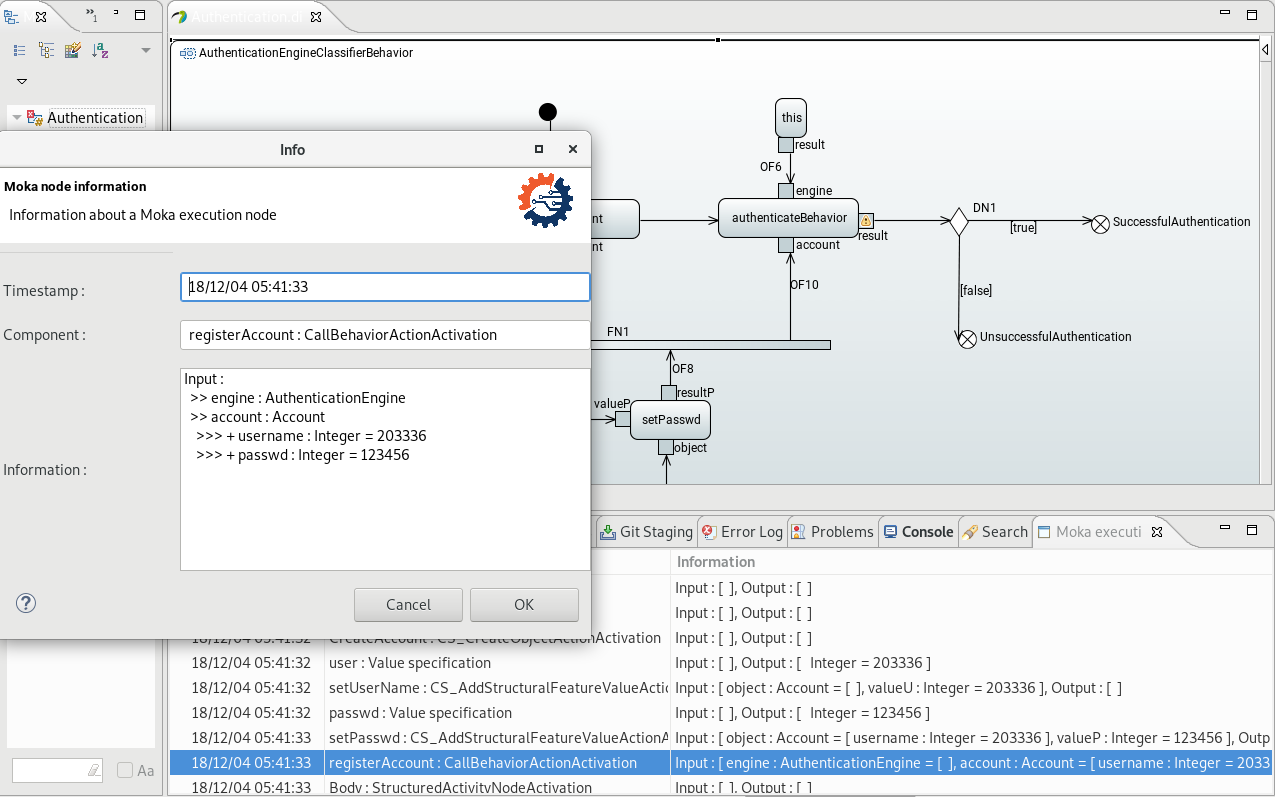 »1
Authentication.di
AuthenticationEngineClassifierBehavior
Authentication
this
result
OF6
engine
authenticateBehavior
result
account
DN1
[true]
SuccessfulAuthentication
[false]
UnsuccessfulAuthentication
OF10
nt
nt
FN1
OF8
resultP
valueP
setPasswd
object
Info
Moka node information
Information about a Moka execution node
Timestamp :
18/12/04 05:41:33
Component :
registerAccount : CallBehaviorActionActivation
Information :
Input :
>> engine : AuthenticationEngine
>> account : Account
>>> + username : Integer = 203336
>>> + passwd : Integer = 123456
?
Cancel
OK
Git Staging
Error Log
Problems
Console
Search
Moka executi
Information
Input : [ ], Output : [ ]
Input : [ ], Output : [ ]
18/12/04 05:41:32 CreateAccount : CS_CreateObjectActionActivation Input : [ ], Output : [ ]
18/12/04 05:41:32 user : Value specification Input : [ ], Output : [ Integer = 203336 ]
18/12/04 05:41:32 setUserName : CS_AddStructuralFeatureValueActic Input : [ object : Account = [ ], valueU : Integer = 203336 ], Output : [ ]
18/12/04 05:41:32 passwd : Value specification Input : [ ], Output : [ Integer = 123456 ]
18/12/04 05:41:33 setPasswd : CS_AddStructuralFeatureValueActionA Input : [ object : Account = [ username : Integer = 203336 ], valueP : Integer = 123456 ], Outp
18/12/04 05:41:33 registerAccount : CallBehaviorActionActivation Input : [ engine : AuthenticationEngine = [ ], account : Account = [ username : Integer = 2033
18/12/04 05:41:33 Body : StructuredActivityNodeActivation Input : [ ], Output : [ ]
Aa